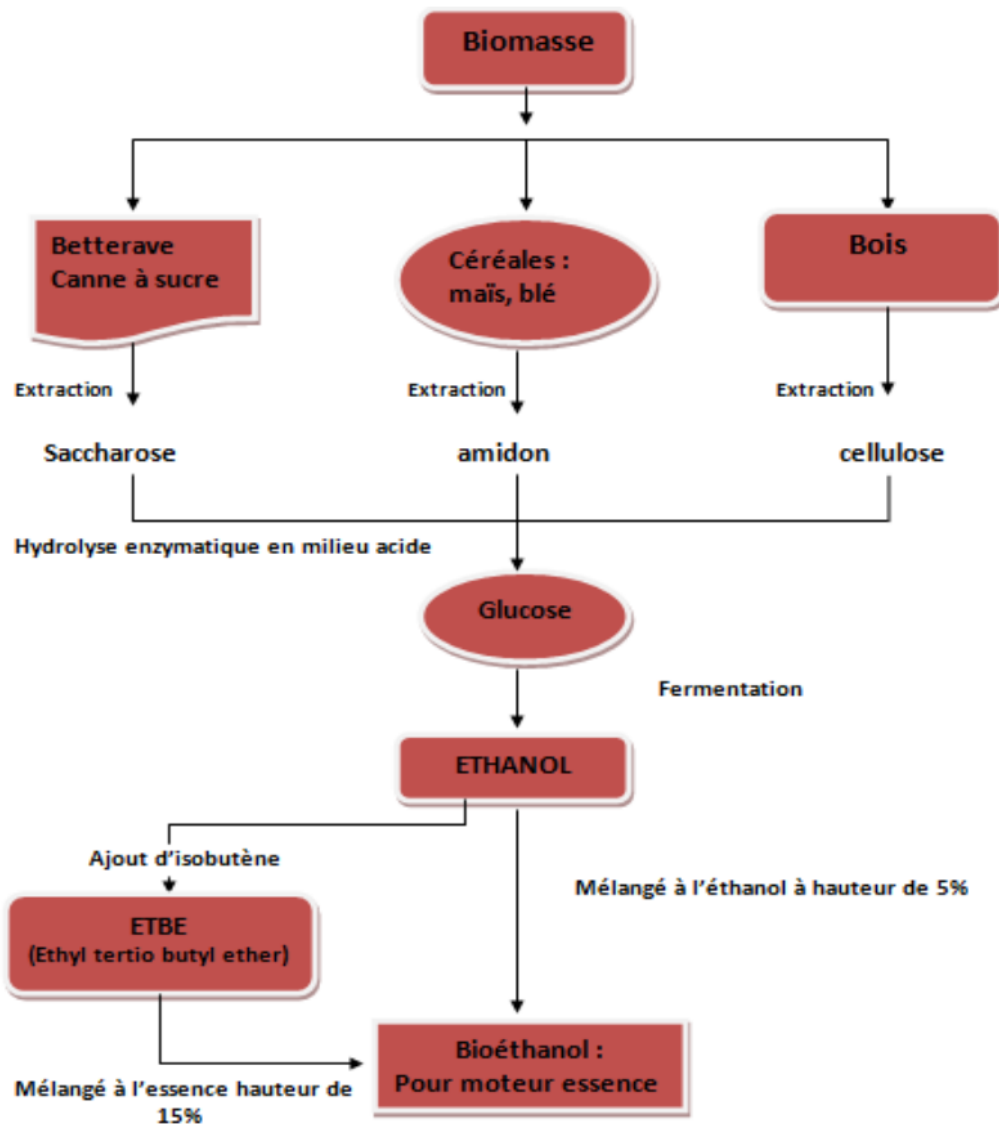 Biomasse
Betterave
Canne à sucre
Céréales :
maïs, blé
Bois
Extraction
Extraction
Extraction
Saccharose
amidon
cellulose
Hydrolyse enzymatique en milieu acide
Glucose
Fermentation
ETHANOL
Ajout d'isobutène
Mélangé à l'éthanol à hauteur de 5%
ETBE
(Ethyl tertio butyl ether)
Bioéthanol :
Pour moteur essence
Mélangé à l'essence hauteur de
15%